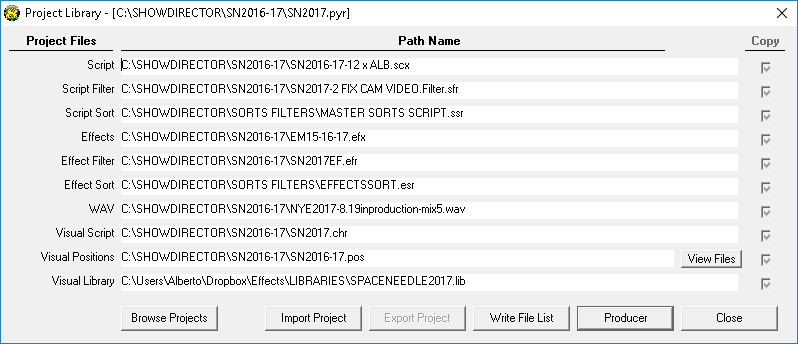 Project Library - [C:\SHOWDIRECTOR\SN2016-17\SN2017.pyr]
Project Files Path Name Copy
Script C:\SHOWDIRECTOR\SN2016-17\SN2016-17-12 x ALB.scx
Script Filter C:\SHOWDIRECTOR\SN2016-17\SN2017-2 FIX CAM VIDEO.Filter.sfr
Script Sort C:\SHOWDIRECTOR\SORTS FILTERS\MASTER SORTS SCRIPT.ssr
Effects C:\SHOWDIRECTOR\SN2016-17\EM15-16-17.efx
Effect Filter C:\SHOWDIRECTOR\SN2016-17\SN2017EF.efr
Effect Sort C:\SHOWDIRECTOR\SORTS FILTERS\EFFECTSSORT.esr
WAV C:\SHOWDIRECTOR\SN2016-17\NYE2017-8.19inproduction-mix5.wav
Visual Script C:\SHOWDIRECTOR\SN2016-17\SN2017.chr
Visual Positions C:\SHOWDIRECTOR\SN2016-17\SN2016-17.pos View Files
Visual Library C:\Users\Alberto\Dropbox\Effects\LIBRARIES\SPACENEEDLE2017.lib
Browse Projects Import Project Export Project Write File List Producer Close